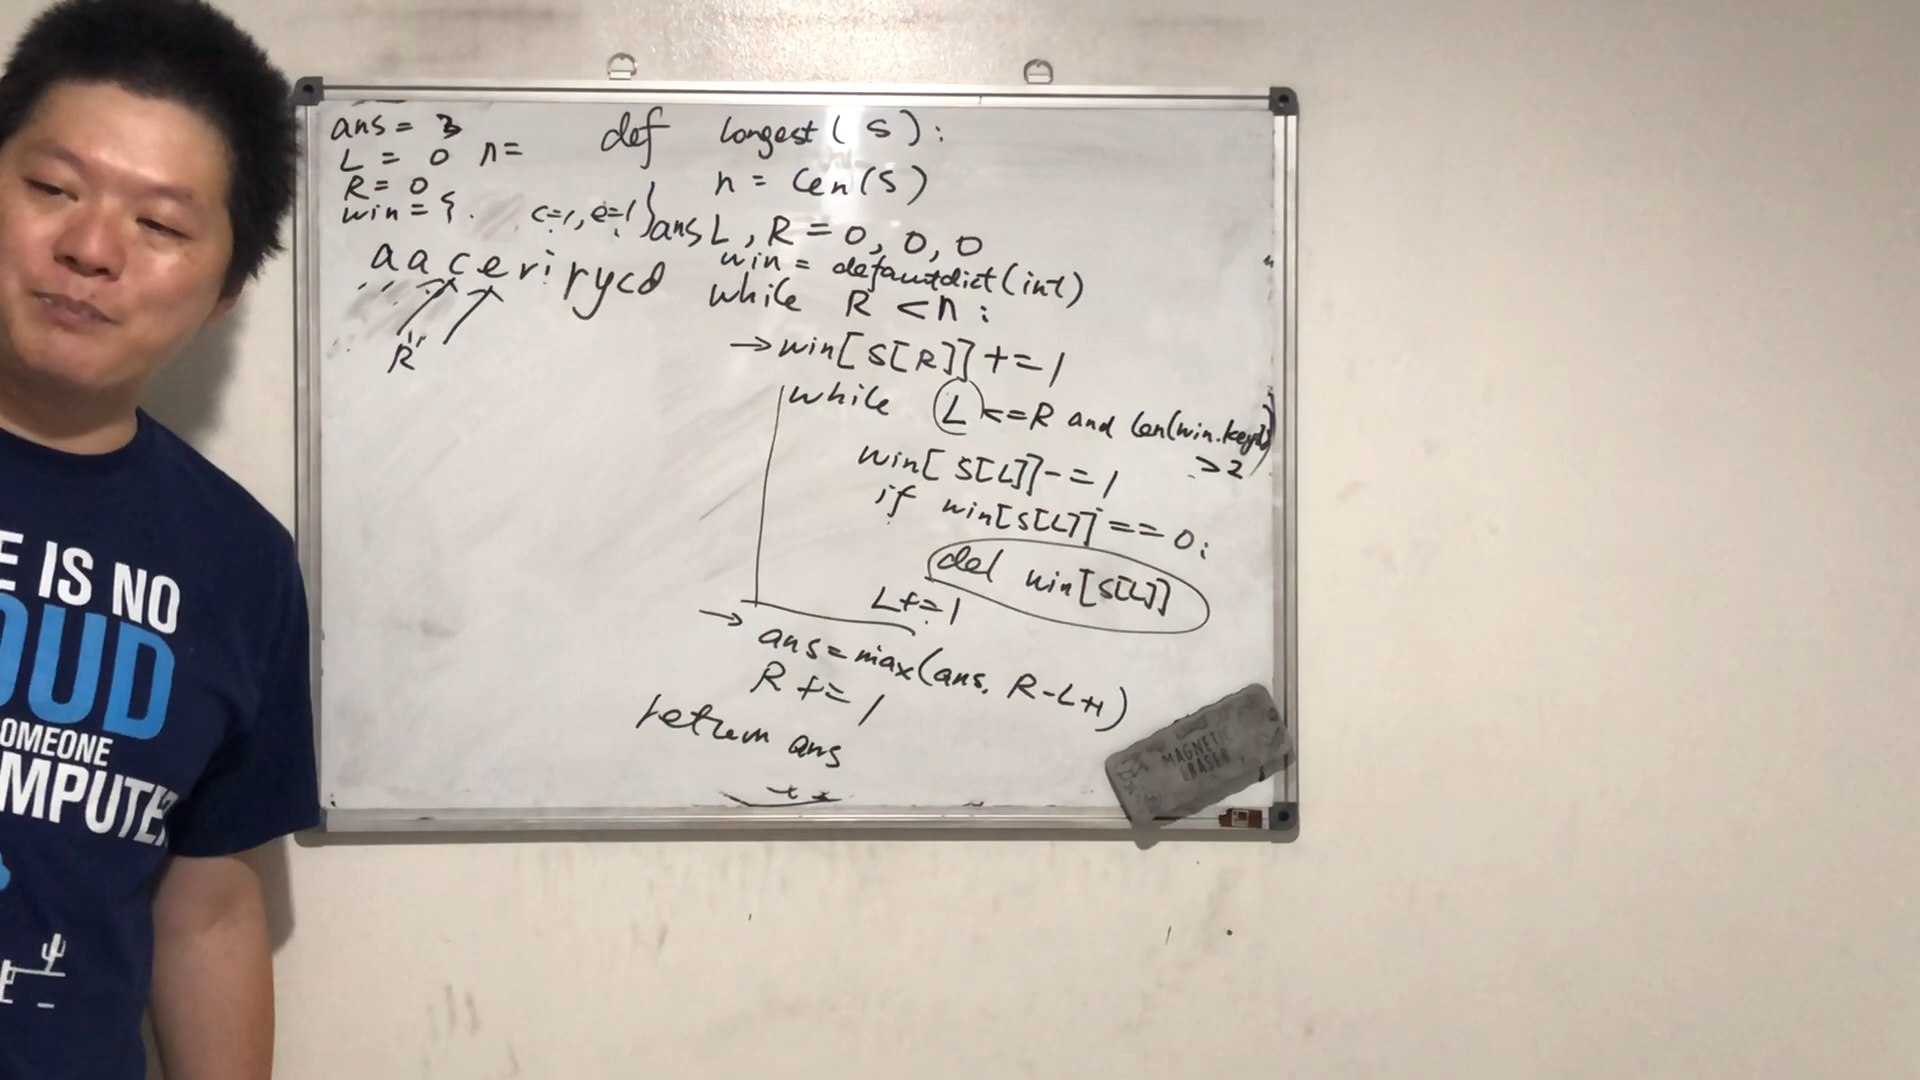 ans = 3
L = 0 n=
R = 0
win = { . c=1, e=1 }
a a c e r i r y c d
R
def longest ( S ) :
n = len(S)
ans L , R = 0, 0, 0
win = defaultdict(int)
while R < n :
→ win[ S[R]] += 1
while L <= R and len(win.keys)
> 2
win[ S[L]] -= 1
if win[S[L]] == 0:
del win[S[L]]
L += 1
→ ans = max(ans, R-L+1)
R += 1
return ans
MAGNETIC
ERASER
E IS NO
OUD
OMEONE
MPUTER